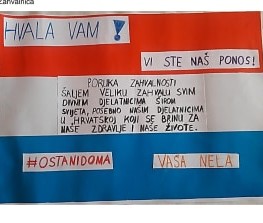 zahvalnica
HVALA VAM !
VI STE NAŠ PONOS!
PORUKA ZAHVALNOSTI
ŠALJEM VELIKU ZAHVALU SVIM
DIVNIM DJELATNICIMA ŠIROM
SVIJETA, POSEBNO NAŠIM DJELATNICIMA
U HRVATSKOJ KOJI SE BRINU ZA
NAŠE ZDRAVLJE I NAŠE ŽIVOTE.
#OSTANIDOMA
VAŠA NELA